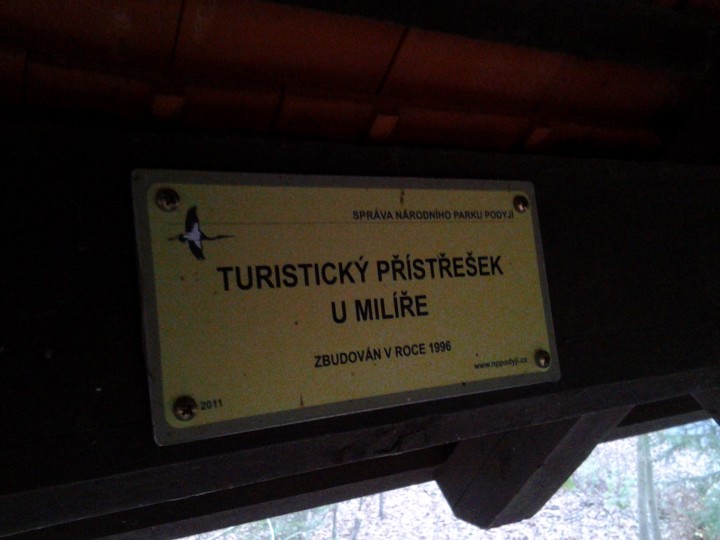 SPRÁVA NÁRODNÍHO PARKU PODYJÍ
TURISTICKÝ PŘÍSTŘEŠEK
U MILÍŘE
ZBUDOVÁN V ROCE 1996
www.nppodyji.cz
2011